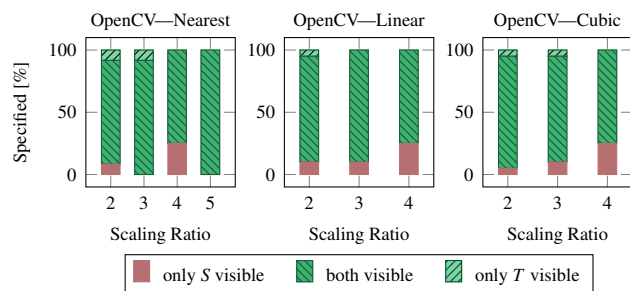 OpenCV—Nearest OpenCV—Linear OpenCV—Cubic
Specified [%]
100 100 100
50 50 50
0 0 0
2 3 4 5 2 3 4 2 3 4
Scaling Ratio Scaling Ratio Scaling Ratio
only S visible both visible only T visible